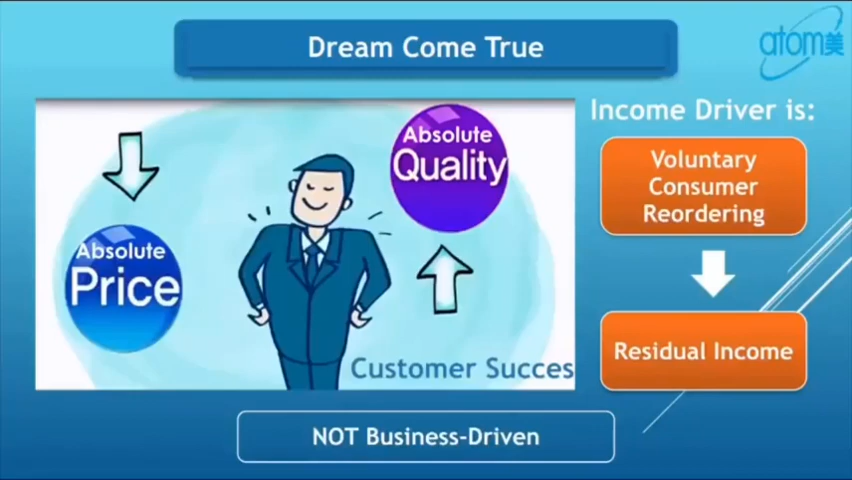 Dream Come True
atom美
Absolute
Quality
Absolute
Price
Customer Succes
Income Driver is:
Voluntary
Consumer
Reordering
Residual Income
NOT Business-Driven